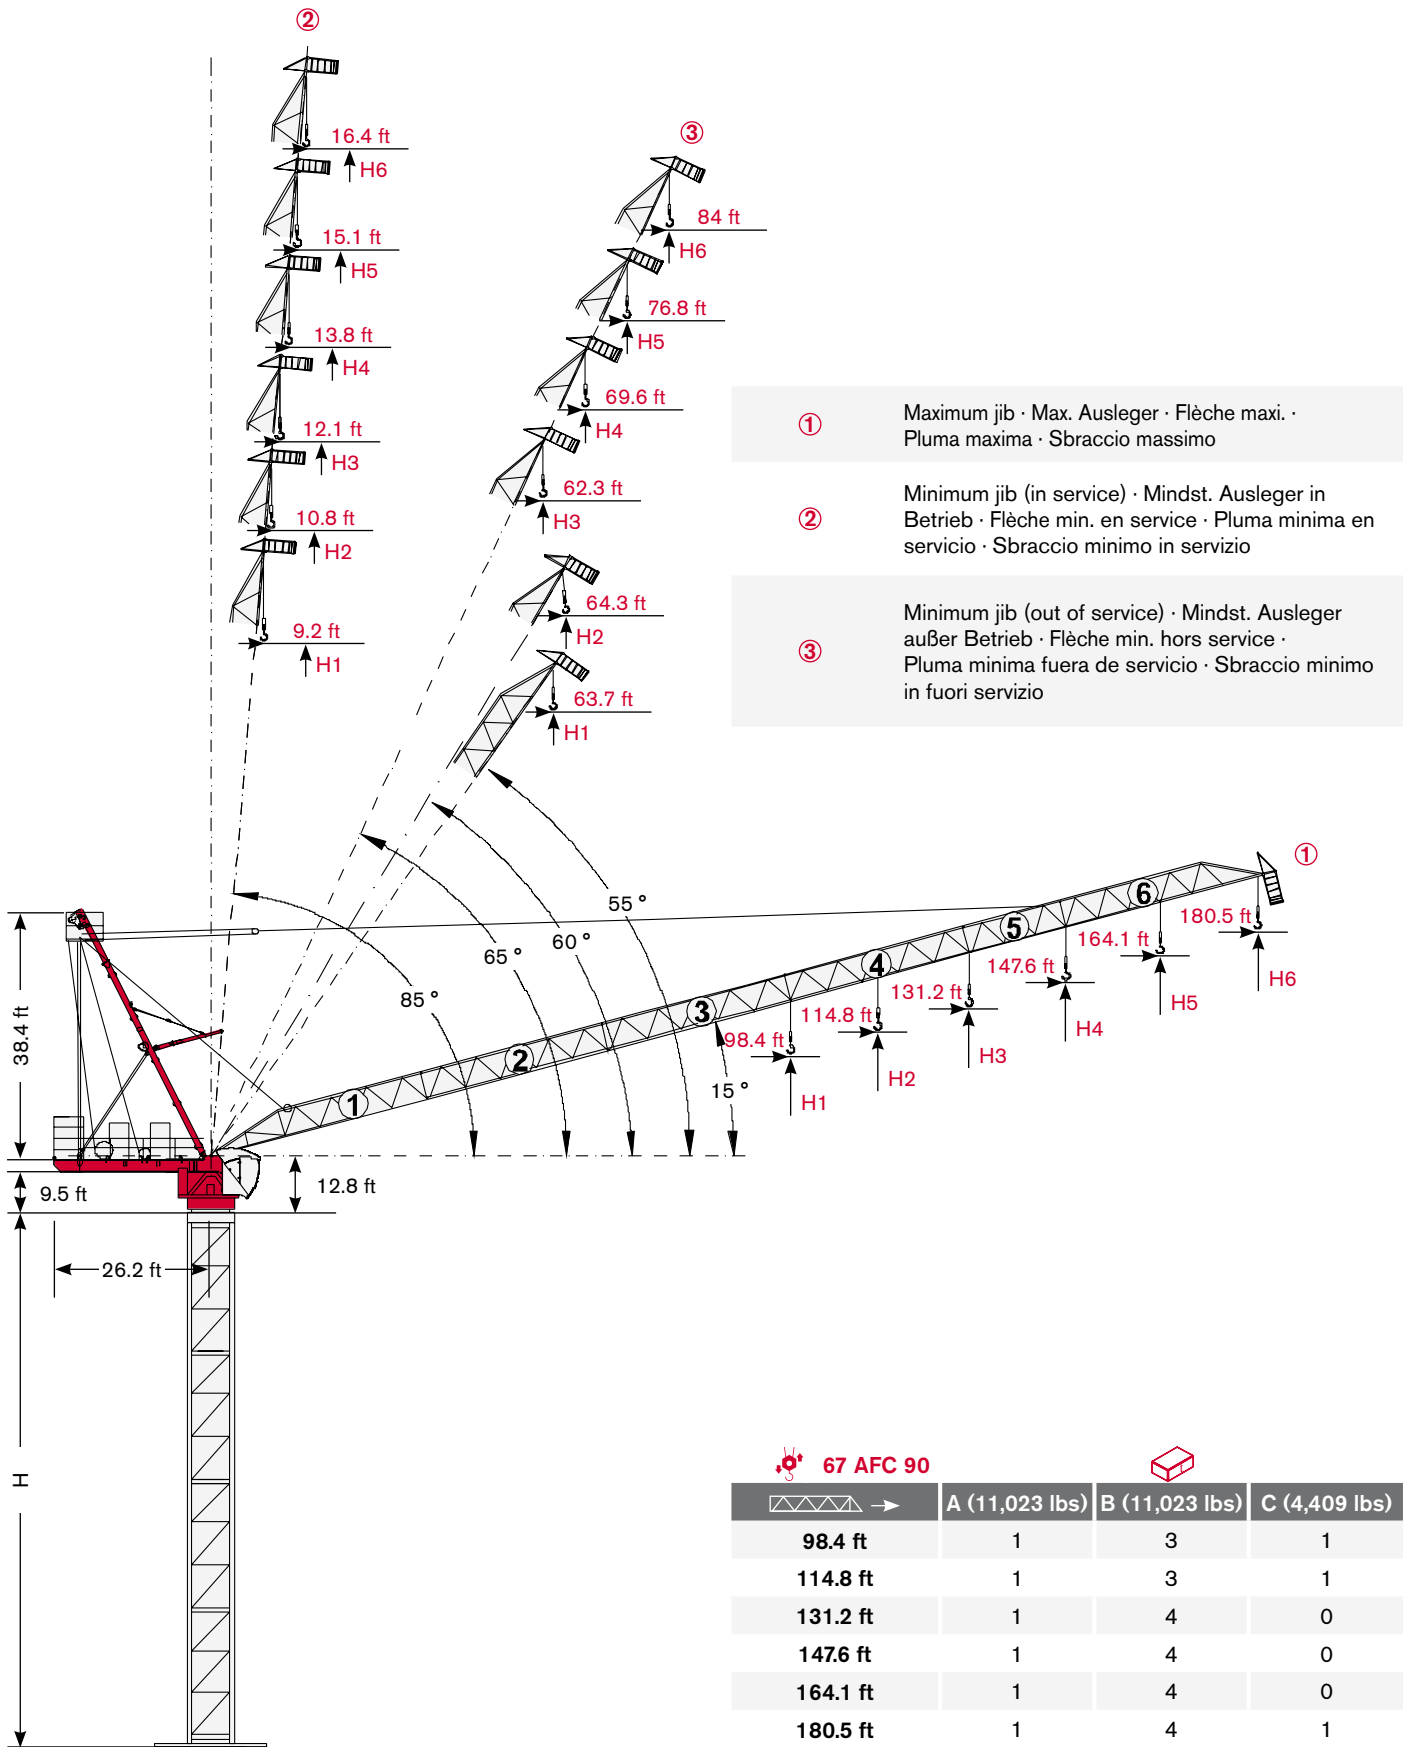 ②
16.4 ft
H6
15.1 ft
H5
13.8 ft
H4
12.1 ft
H3
10.8 ft
H2
9.2 ft
H1
③
84 ft
H6
76.8 ft
H5
69.6 ft
H4
62.3 ft
H3
64.3 ft
H2
63.7 ft
H1
① Maximum jib · Max. Ausleger · Flèche maxi. ·
Pluma maxima · Sbraccio massimo
② Minimum jib (in service) · Mindst. Ausleger in
Betrieb · Flèche min. en service · Pluma minima en
servicio · Sbraccio minimo in servizio
③ Minimum jib (out of service) · Mindst. Ausleger
außer Betrieb · Flèche min. hors service ·
Pluma minima fuera de servicio · Sbraccio minimo
in fuori servizio
①
55 °
60 °
65 °
85 °
15 °
1
2
3
4
5
6
98.4 ft
H1
114.8 ft
H2
131.2 ft
H3
147.6 ft
H4
164.1 ft
H5
180.5 ft
H6
38.4 ft
9.5 ft
12.8 ft
26.2 ft
H
67 AFC 90
A (11,023 lbs) B (11,023 lbs) C (4,409 lbs)
98.4 ft 1 3 1
114.8 ft 1 3 1
131.2 ft 1 4 0
147.6 ft 1 4 0
164.1 ft 1 4 0
180.5 ft 1 4 1